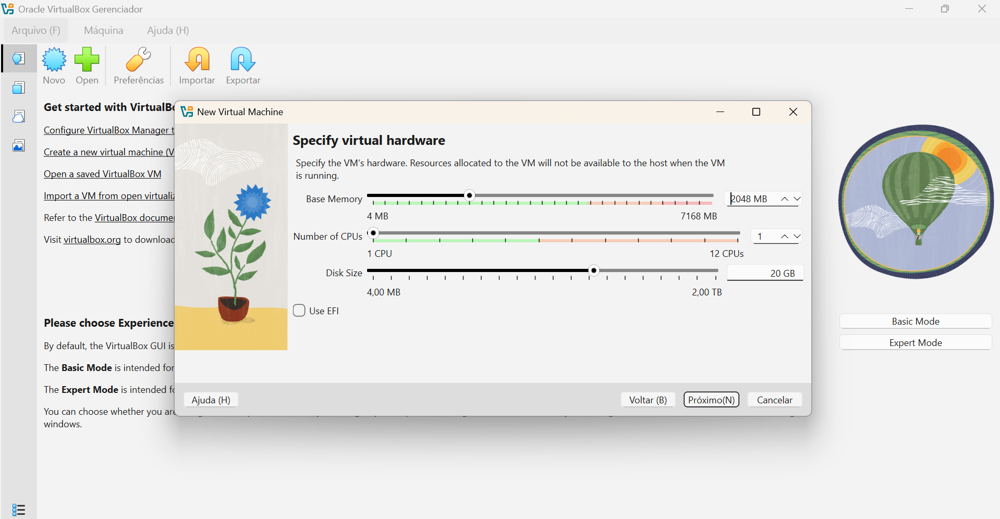 Oracle VirtualBox Gerenciador
Arquivo (F) Máquina Ajuda (H)
Novo Open Preferências Importar Exportar
Get started with VirtualBo
Configure VirtualBox Manager t
Create a new virtual machine (V
Open a saved VirtualBox VM
Import a VM from open virtualiz
Refer to the VirtualBox documen
Visit virtualbox.org to download
Please choose Experience
By default, the VirtualBox GUI is
The Basic Mode is intended for
The Expert Mode is intended fo
You can choose whether you are
windows.
New Virtual Machine
Specify virtual hardware
Specify the VM's hardware. Resources allocated to the VM will not be available to the host when the VM
is running.
Base Memory 2048 MB
4 MB 7168 MB
Number of CPUs 1
1 CPU 12 CPUs
Disk Size 20 GB
4,00 MB 2,00 TB
Use EFI
Ajuda (H) Voltar (B) Próximo(N) Cancelar
Basic Mode
Expert Mode